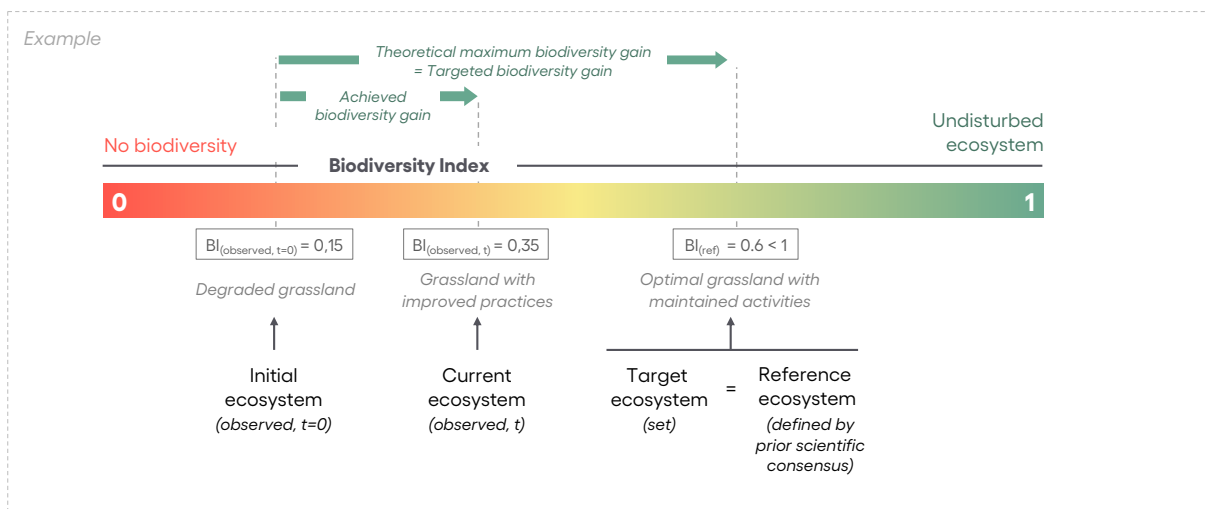 Example
Theoretical maximum biodiversity gain
= Targeted biodiversity gain
Achieved
biodiversity gain
No biodiversity
Undisturbed
ecosystem
Biodiversity Index
0
1
BI(observed, t=0) = 0,15
BI(observed, t) = 0,35
BI(ref) = 0.6 < 1
Degraded grassland
Grassland with
improved practices
Optimal grassland with
maintained activities
Initial
ecosystem
(observed, t=0)
Current
ecosystem
(observed, t)
Target
ecosystem
(set)
=
Reference
ecosystem
(defined by
prior scientific
consensus)